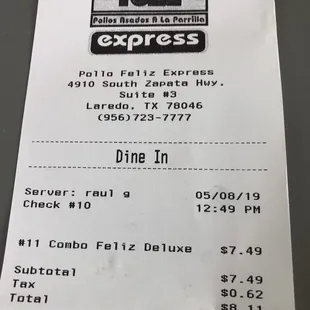 Pollos Asados A La Parrilla
express
Pollo Feliz Express
4910 South Zapata Hwy.
Suite #3
Laredo, TX 78046
(956)723-7777
Dine In
Server: raul g 05/08/19
Check #10 12:49 PM
#11 Combo Feliz Deluxe $7.49
Subtotal $7.49
Tax $0.62
Total $8.11